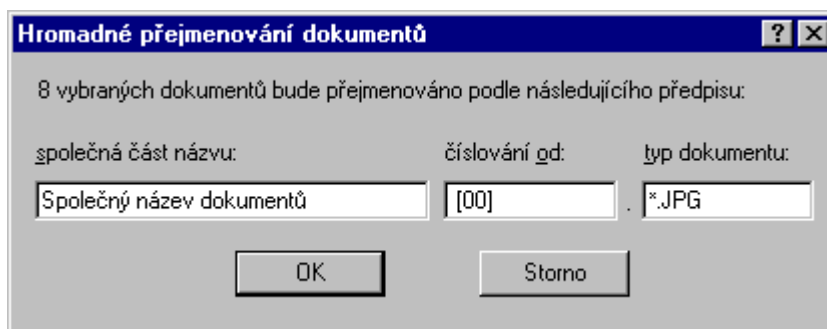 Hromadné přejmenování dokumentů
8 vybraných dokumentů bude přejmenováno podle následujícího předpisu:
společná část názvu: číslování od: typ dokumentu:
Společný název dokumentů [00] . *.JPG
OK Storno